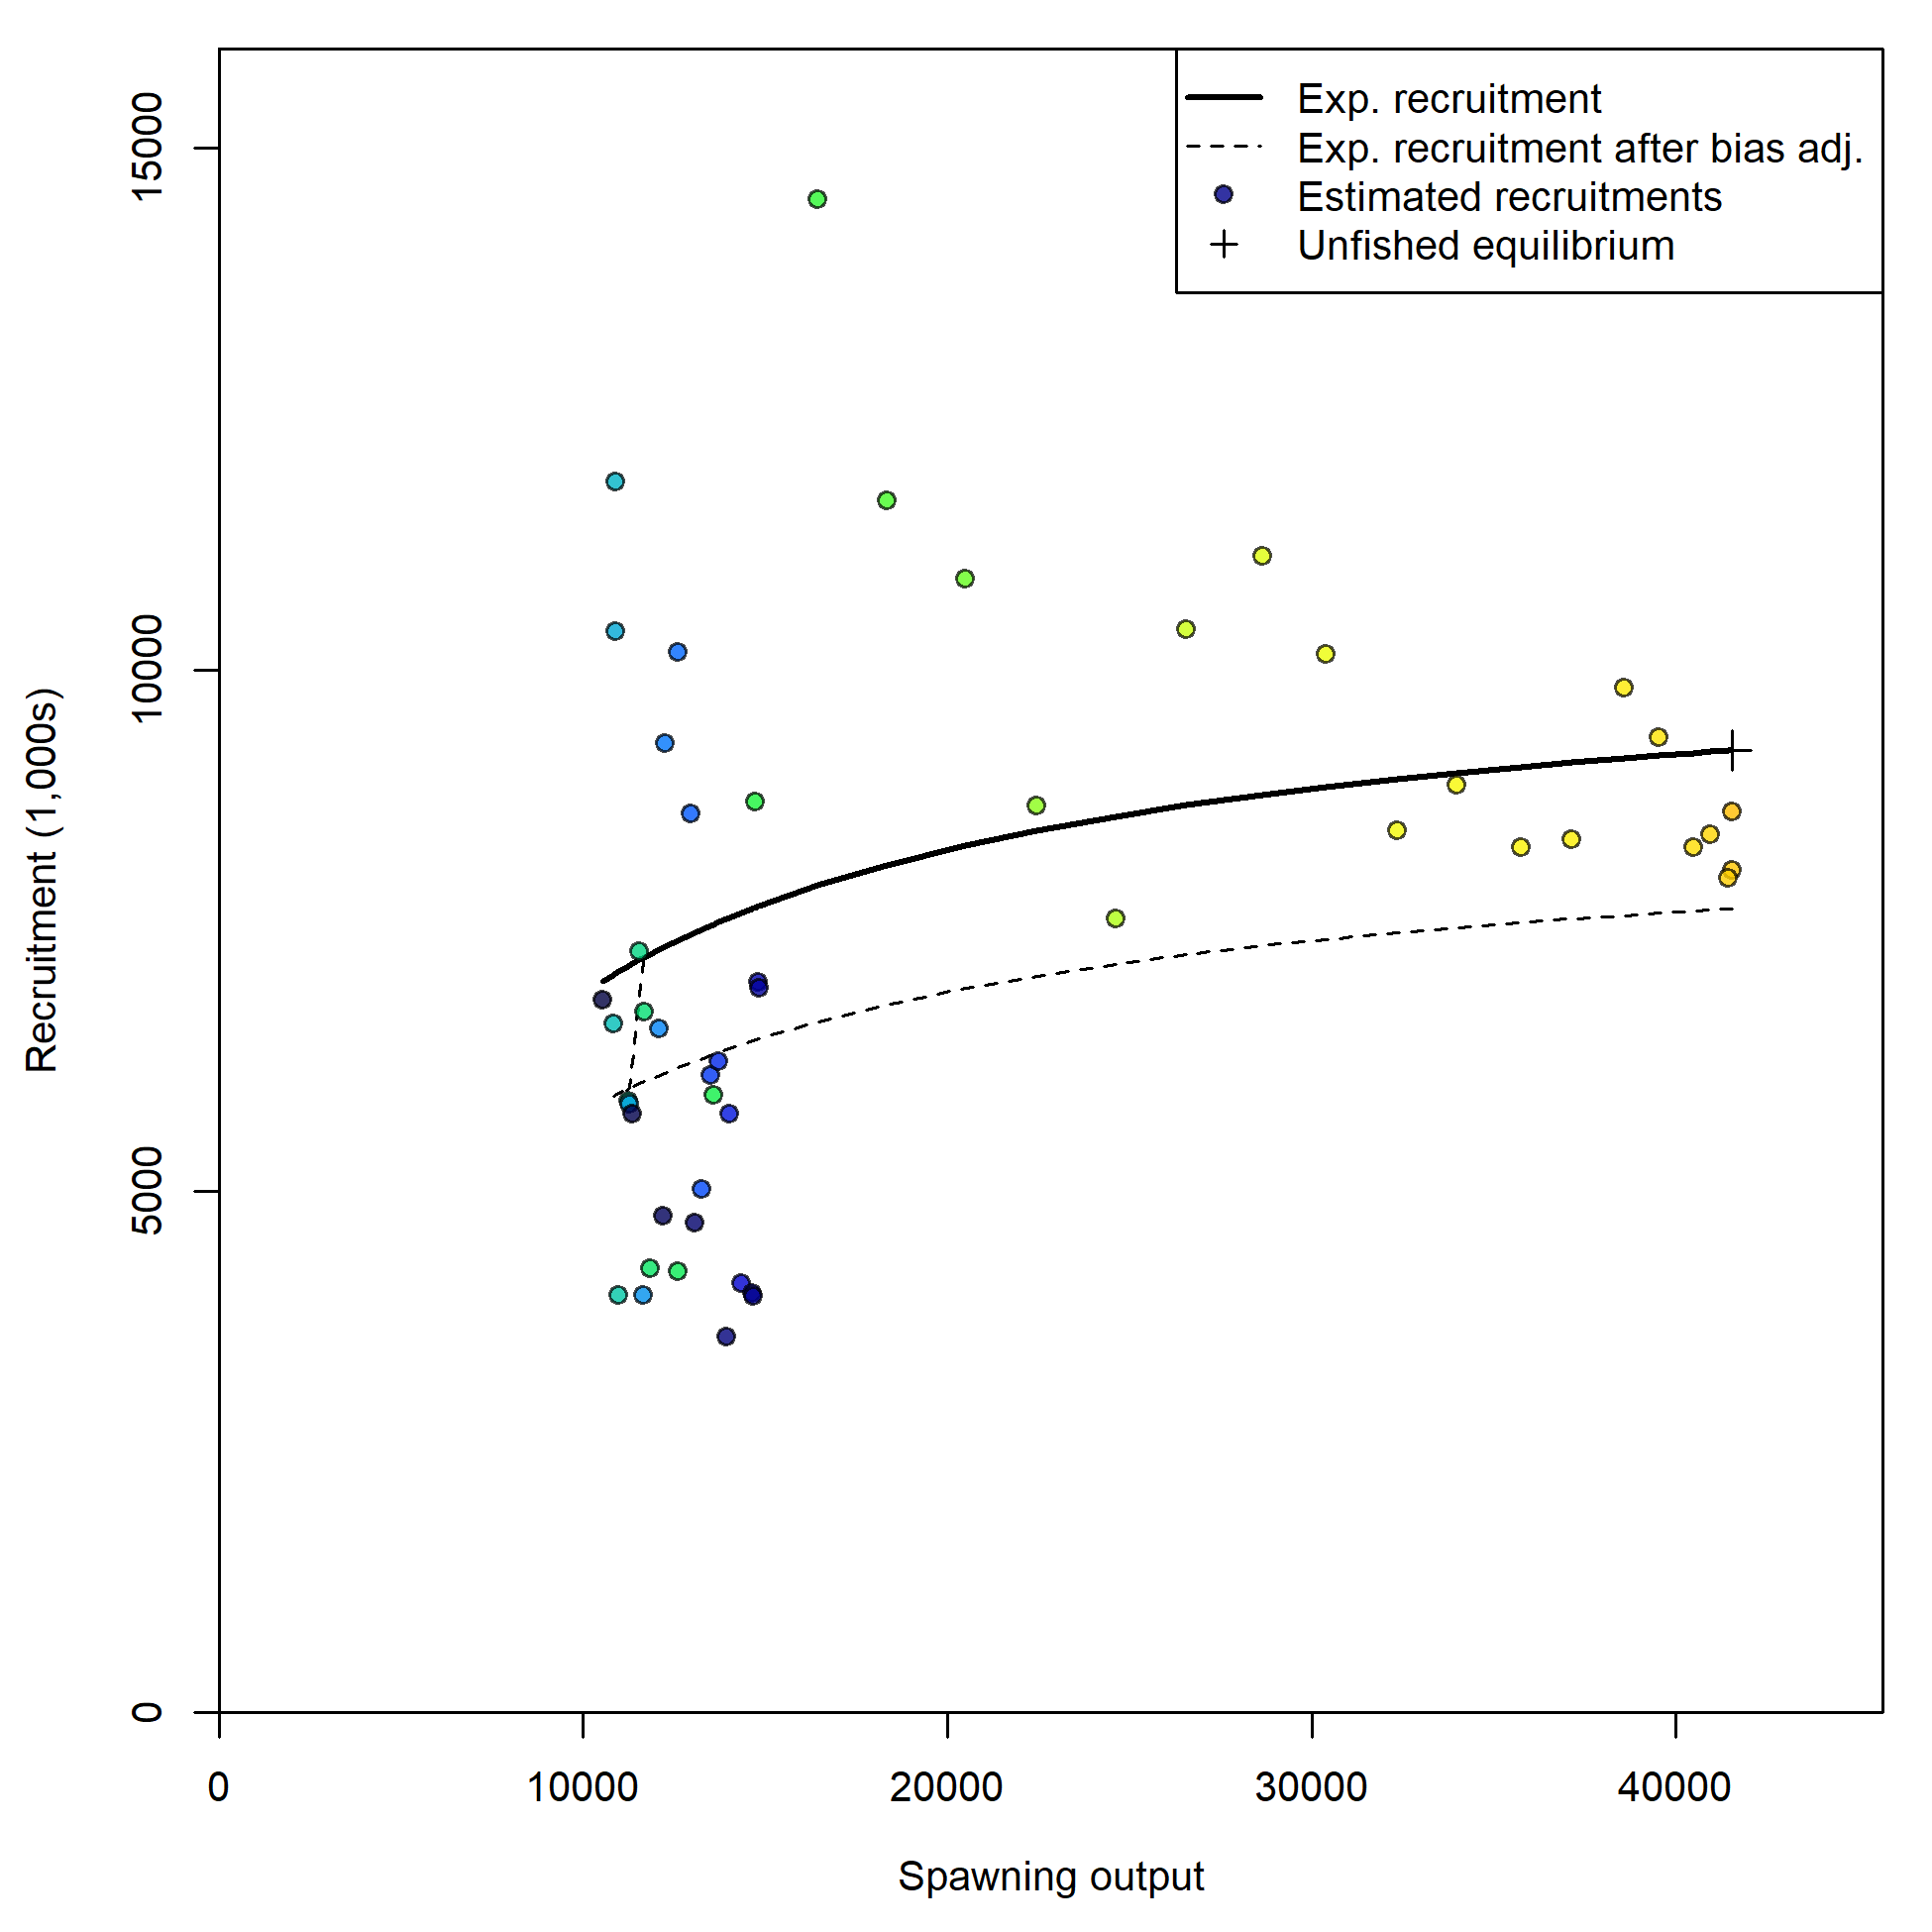 Exp. recruitment
Exp. recruitment after bias adj.
Estimated recruitments
Unfished equilibrium
15000
10000
5000
0
Recruitment (1,000s)
0 10000 20000 30000 40000
Spawning output